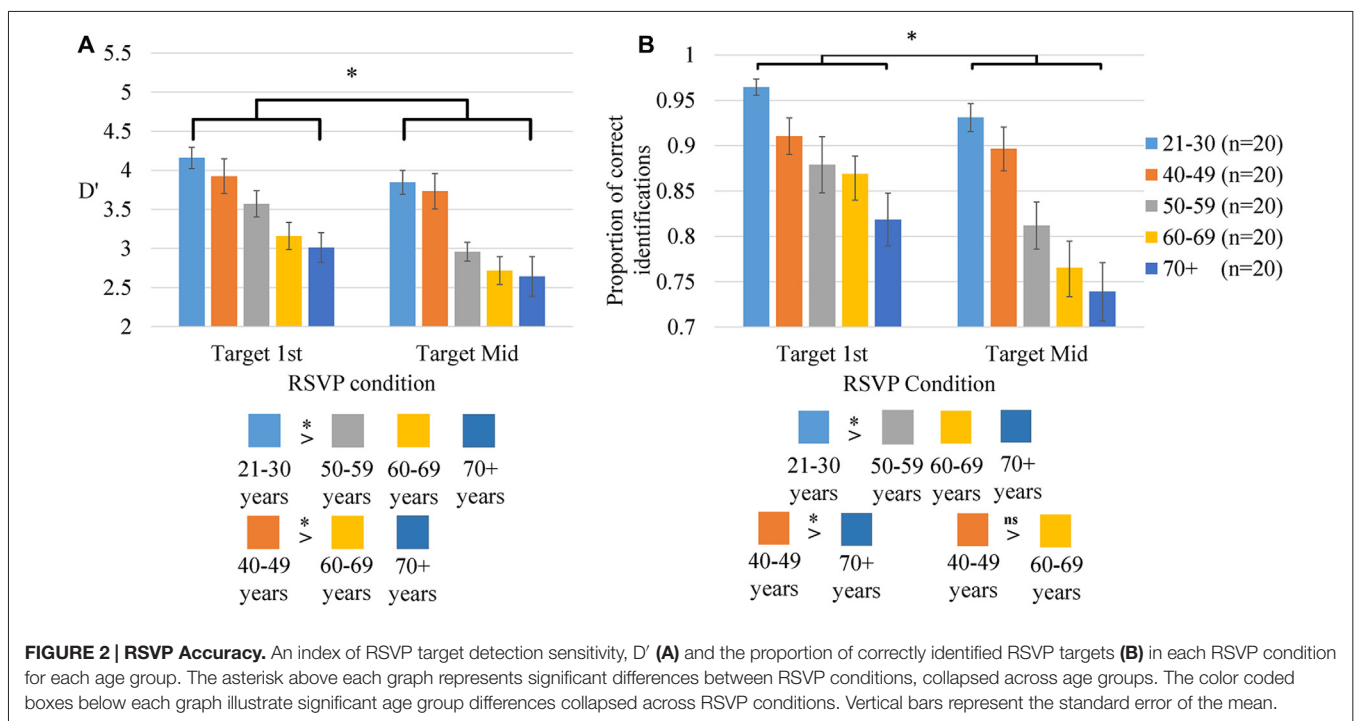 A
5.5
5
4.5
4
D'
3.5
3
2.5
2
*
Target 1st Target Mid
RSVP condition
*
>
21-30 years
50-59 years
60-69 years
70+ years
*
>
40-49 years
60-69 years
70+ years
B
1
0.95
0.9
0.85
0.8
0.75
0.7
Proportion of correct
identifications
*
Target 1st Target Mid
RSVP Condition
21-30 (n=20)
40-49 (n=20)
50-59 (n=20)
60-69 (n=20)
70+ (n=20)
*
>
21-30 years
50-59 years
60-69 years
70+ years
*
>
40-49 years
70+ years
ns
>
40-49 years
60-69 years
FIGURE 2 | RSVP Accuracy. An index of RSVP target detection sensitivity, D′ (A) and the proportion of correctly identified RSVP targets (B) in each RSVP condition
for each age group. The asterisk above each graph represents significant differences between RSVP conditions, collapsed across age groups. The color coded
boxes below each graph illustrate significant age group differences collapsed across RSVP conditions. Vertical bars represent the standard error of the mean.